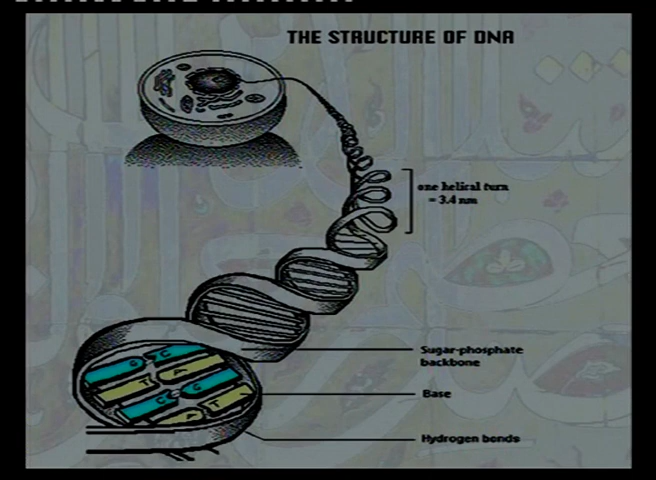 THE STRUCTURE OF DNA
one helical turn
= 3.4 nm
Sugar-phosphate
backbone
Base
Hydrogen bonds
G C
T A
C G
A T